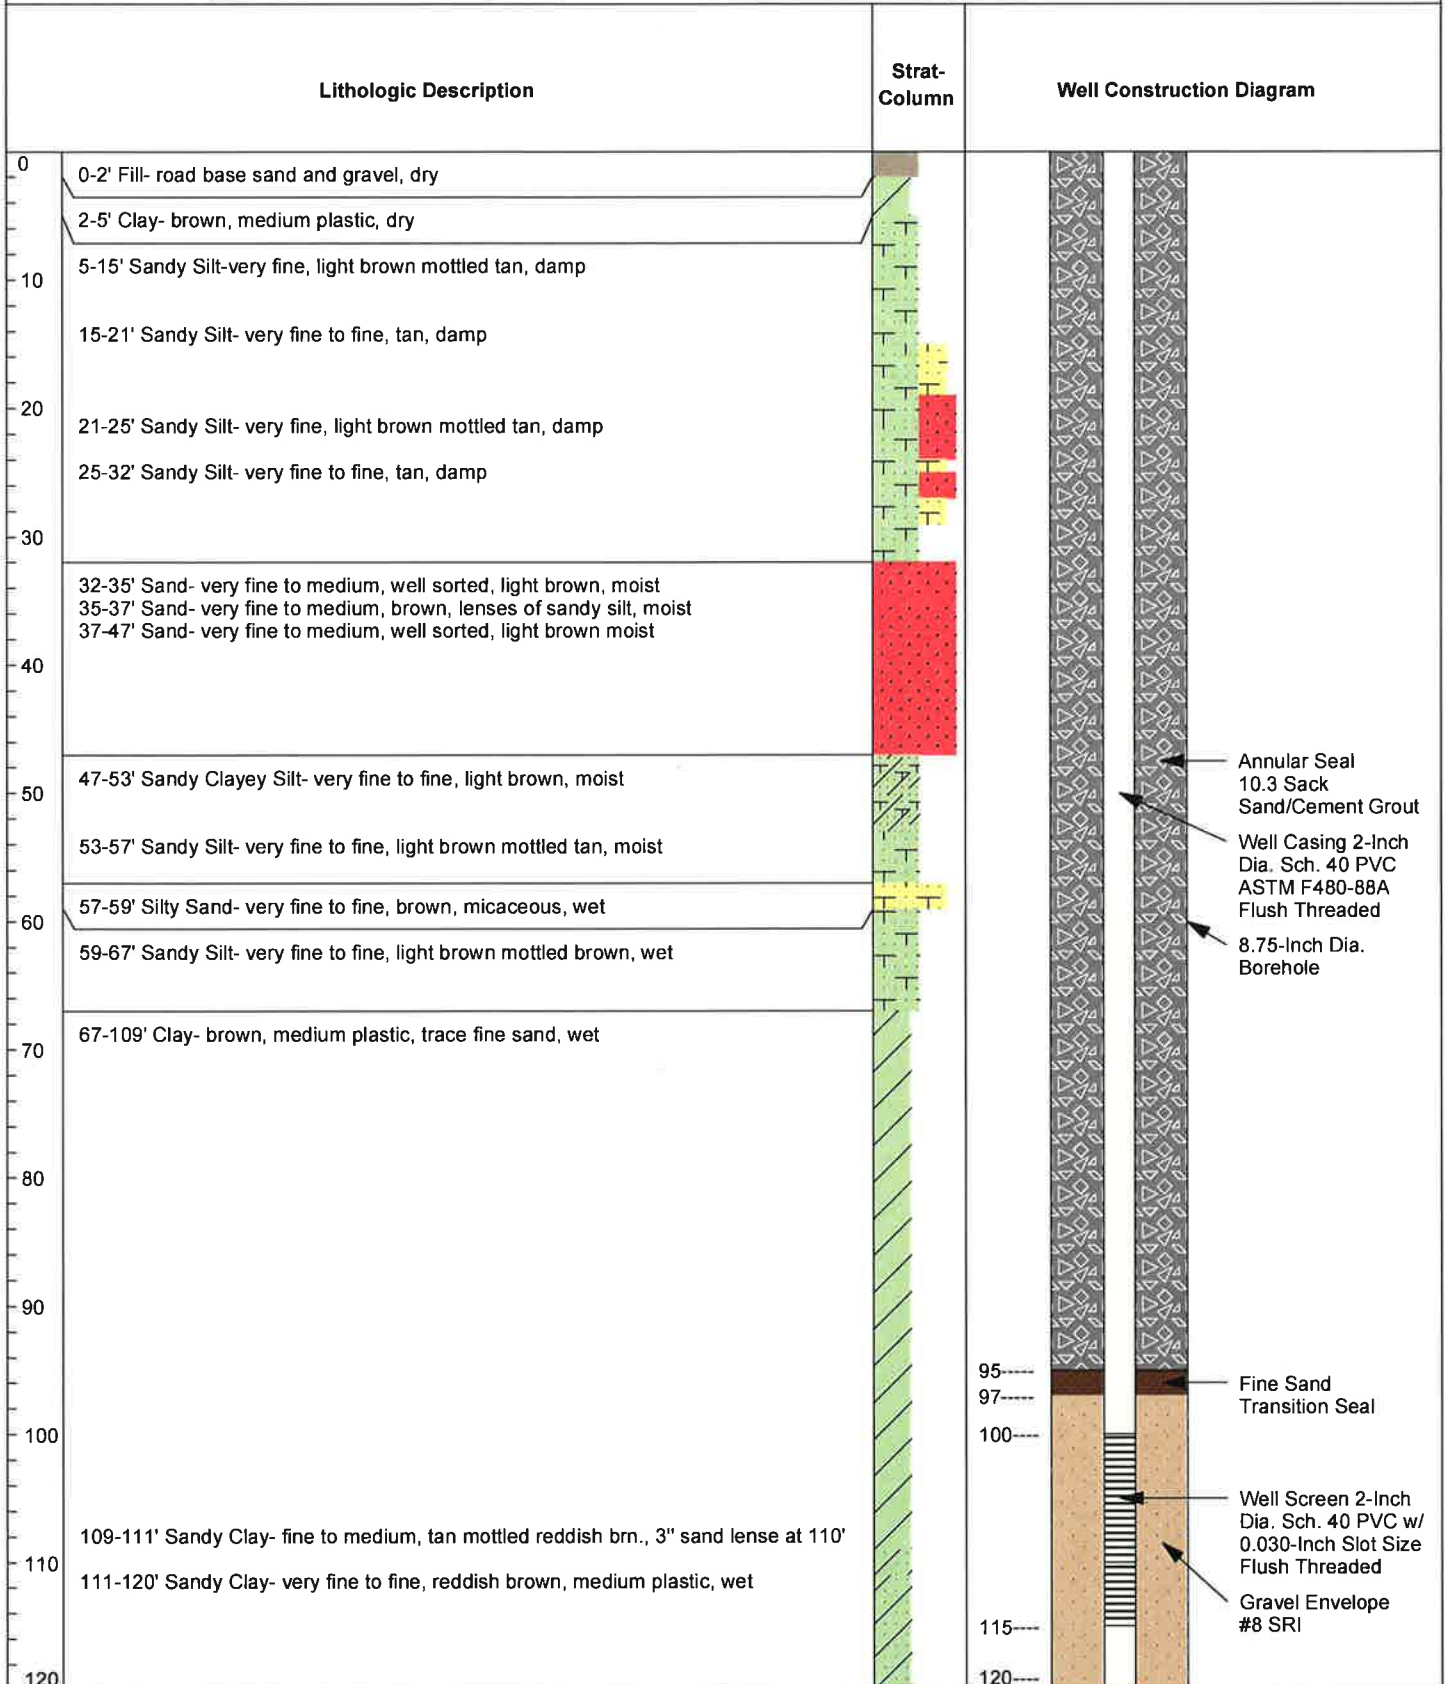 Lithologic Description
Strat-
Column
Well Construction Diagram
0
0-2' Fill- road base sand and gravel, dry
2-5' Clay- brown, medium plastic, dry
5-15' Sandy Silt-very fine, light brown mottled tan, damp
10
15-21' Sandy Silt- very fine to fine, tan, damp
20
21-25' Sandy Silt- very fine, light brown mottled tan, damp
25-32' Sandy Silt- very fine to fine, tan, damp
30
32-35' Sand- very fine to medium, well sorted, light brown, moist
35-37' Sand- very fine to medium, brown, lenses of sandy silt, moist
37-47' Sand- very fine to medium, well sorted, light brown moist
40
47-53' Sandy Clayey Silt- very fine to fine, light brown, moist
50
53-57' Sandy Silt- very fine to fine, light brown mottled tan, moist
57-59' Silty Sand- very fine to fine, brown, micaceous, wet
60
59-67' Sandy Silt- very fine to fine, light brown mottled brown, wet
67-109' Clay- brown, medium plastic, trace fine sand, wet
70
80
90
100
109-111' Sandy Clay- fine to medium, tan mottled reddish brn., 3" sand lense at 110'
110
111-120' Sandy Clay- very fine to fine, reddish brown, medium plastic, wet
120
Annular Seal
10.3 Sack
Sand/Cement Grout
Well Casing 2-Inch
Dia. Sch. 40 PVC
ASTM F480-88A
Flush Threaded
8.75-Inch Dia.
Borehole
95-----
97-----
100----
115----
120----
Fine Sand
Transition Seal
Well Screen 2-Inch
Dia. Sch. 40 PVC w/
0.030-Inch Slot Size
Flush Threaded
Gravel Envelope
#8 SRI